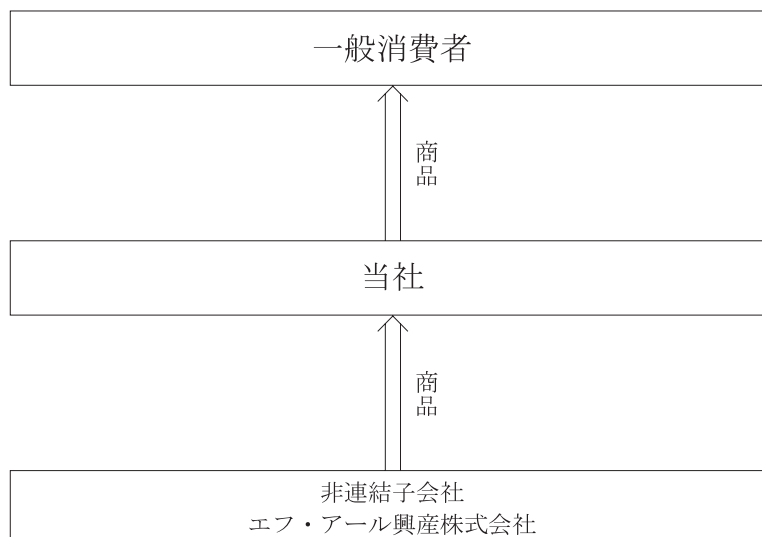 一般消費者
商品
当社
商品
非連結子会社
エフ・アール興産株式会社